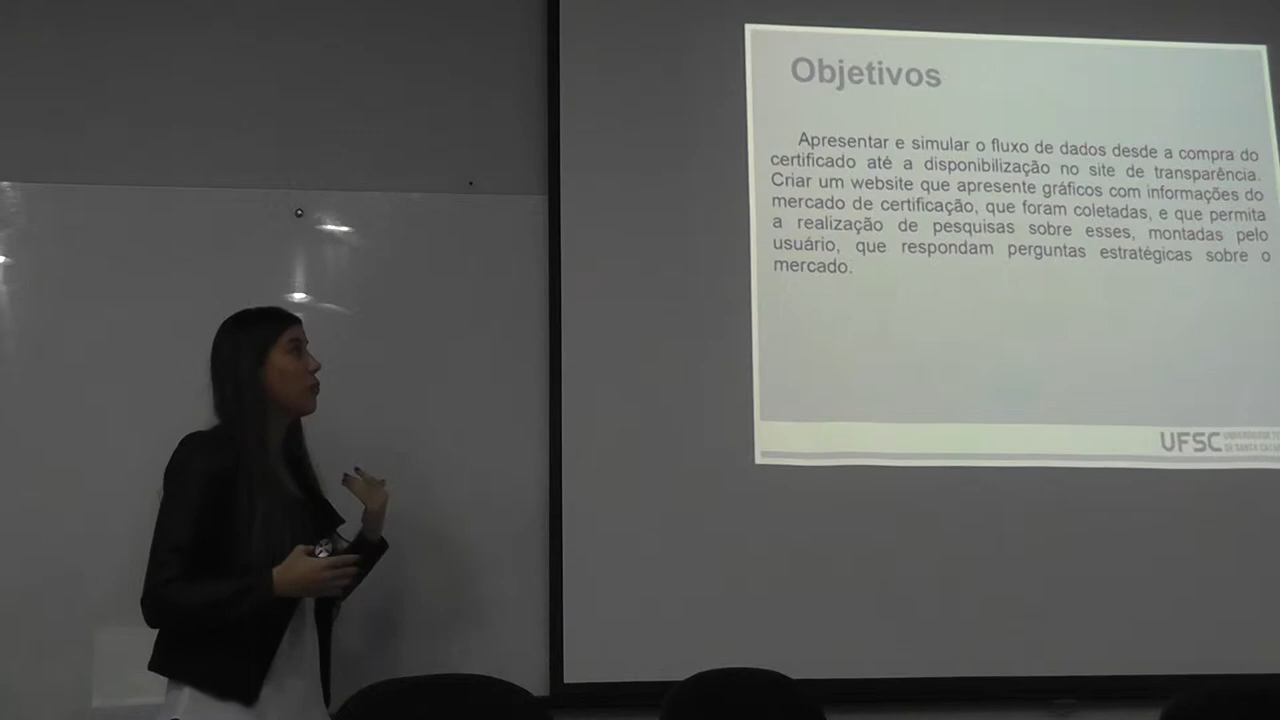 Objetivos
Apresentar e simular o fluxo de dados desde a compra do
certificado até a disponibilização no site de transparência.
Criar um website que apresente gráficos com informações do
mercado de certificação, que foram coletadas, e que permita
a realização de pesquisas sobre esses, montadas pelo
usuário, que respondam perguntas estratégicas sobre o
mercado.
UFSC